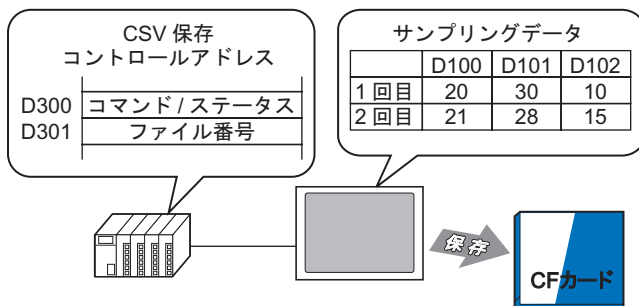 CSV 保存
コントロールアドレス
D300 コマンド / ステータス
D301 ファイル番号
サンプリングデータ
D100 D101 D102
1 回目 20 30 10
2 回目 21 28 15
保存
CFカード